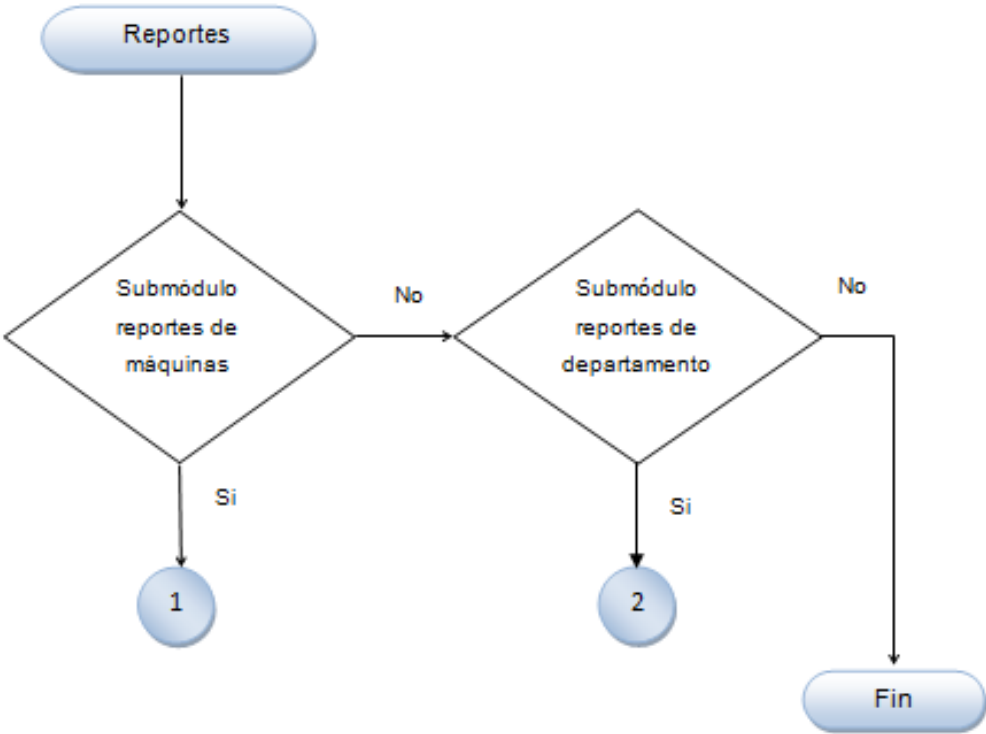 Reportes
Submódulo
reportes de
máquinas
No
Submódulo
reportes de
departamento
No
Si
Si
1
2
Fin